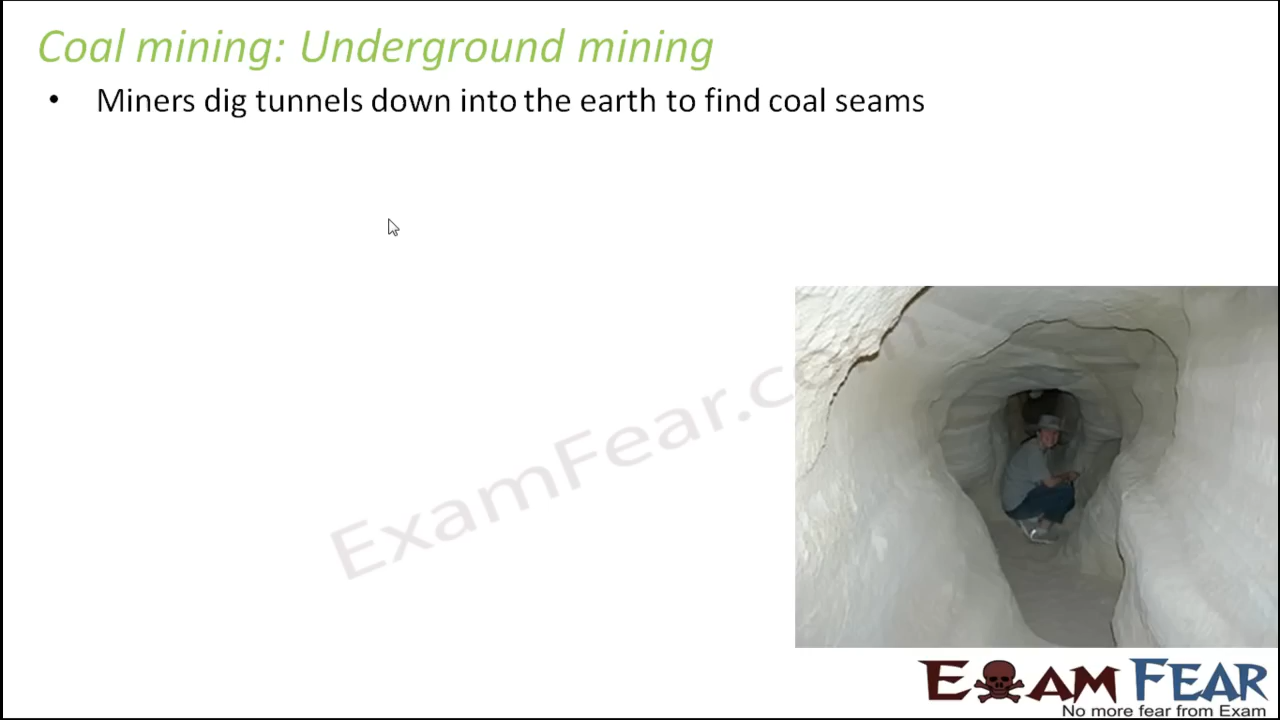 Coal mining: Underground mining
• Miners dig tunnels down into the earth to find coal seams
ExamFear.com
EXAM FEAR
No more fear from Exam